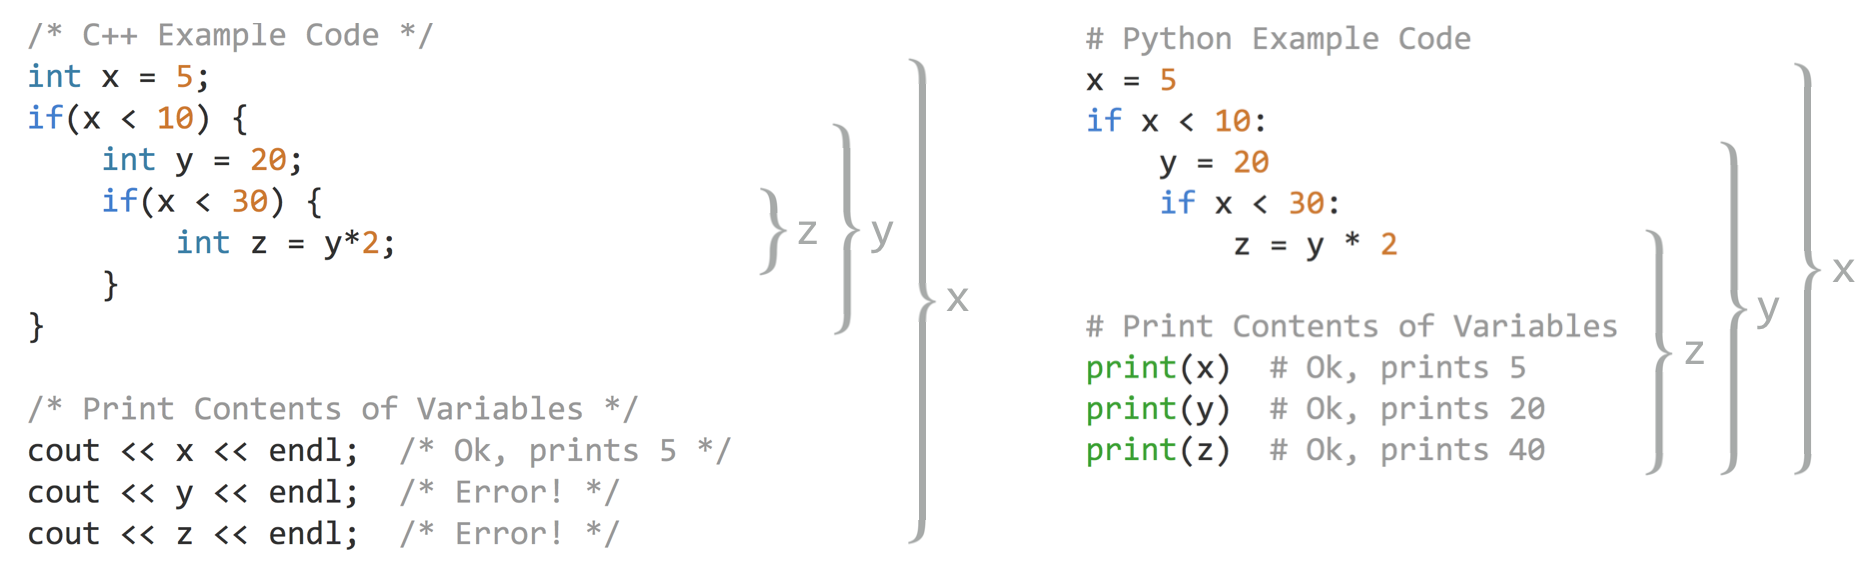 /* C++ Example Code */
int x = 5;
if(x < 10) {
    int y = 20;
    if(x < 30) {
        int z = y*2;
    }
}

/* Print Contents of Variables */
cout << x << endl;  /* Ok, prints 5 */
cout << y << endl;  /* Error! */
cout << z << endl;  /* Error! */
z
y
x
# Python Example Code
x = 5
if x < 10:
    y = 20
    if x < 30:
        z = y * 2

# Print Contents of Variables
print(x)  # Ok, prints 5
print(y)  # Ok, prints 20
print(z)  # Ok, prints 40
z
y
x